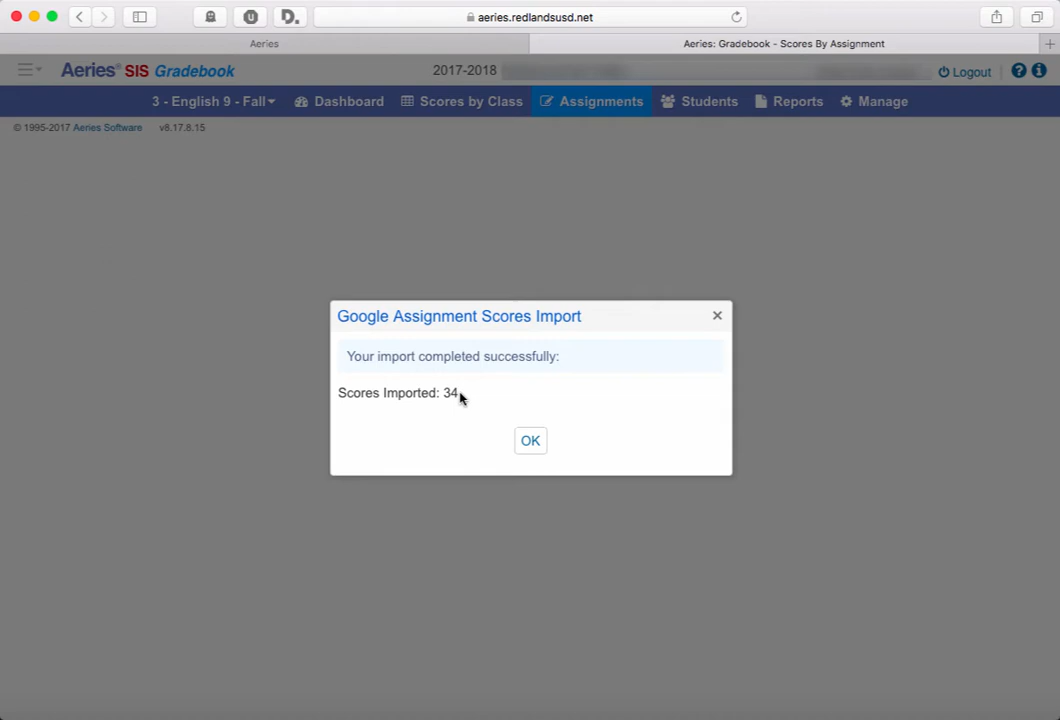 aeries.redlandsusd.net
Aeries
Aeries: Gradebook - Scores By Assignment
Aeries® SIS Gradebook
2017-2018
Logout
3 - English 9 - Fall
Dashboard
Scores by Class
Assignments
Students
Reports
Manage
© 1995-2017 Aeries Software v8.17.8.15
Google Assignment Scores Import
Your import completed successfully:
Scores Imported: 34
OK